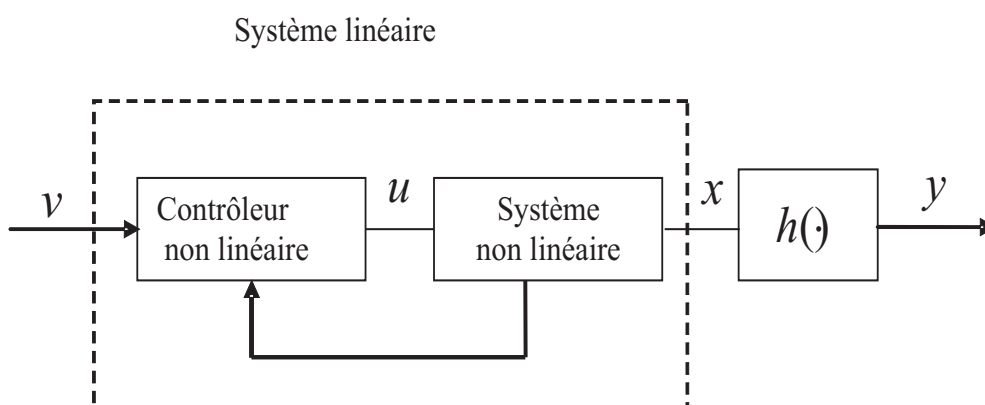 Système linéaire
v
Contrôleur
non linéaire
u
Système
non linéaire
x
h(·)
y